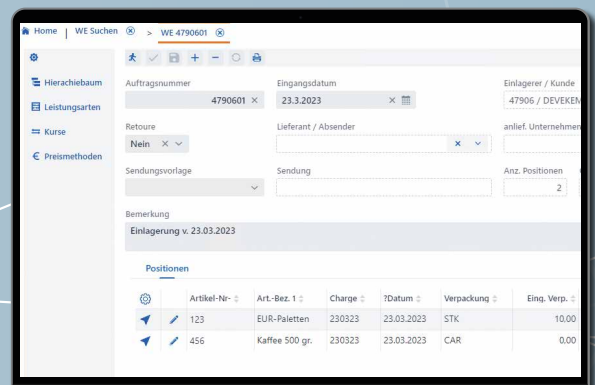 Home | WE Suchen > WE 4790601
Hierachiebaum
Leistungsarten
Kurse
Preismethoden
Auftragsnummer Eingangsdatum Einlagerer / Kunde
4790601 23.3.2023 47906 / DEVEKEM
Retoure Lieferant / Absender anlief. Unternehmen
Nein
Sendungsvorlage Sendung Anz. Positionen
2
Bemerkung
Einlagerung v. 23.03.2023
Positionen
Artikel-Nr- Art.-Bez. 1 Charge ?Datum Verpackung Eing. Verp.
123 EUR-Paletten 230323 23.03.2023 STK 10.00
456 Kaffee 500 gr. 230323 23.03.2023 CAR 0.00